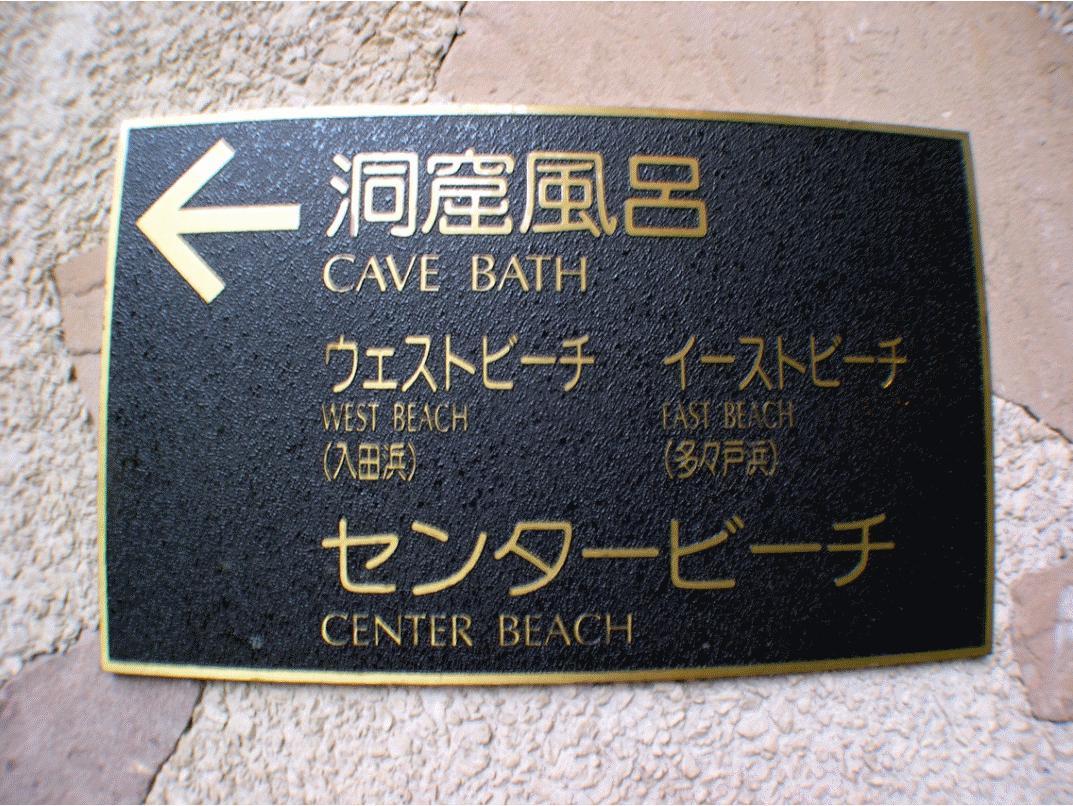 洞窟風呂
CAVE BATH
ウェストビーチ イーストビーチ
WEST BEACH EAST BEACH
(入田浜) (多々戸浜)
センタービーチ
CENTER BEACH